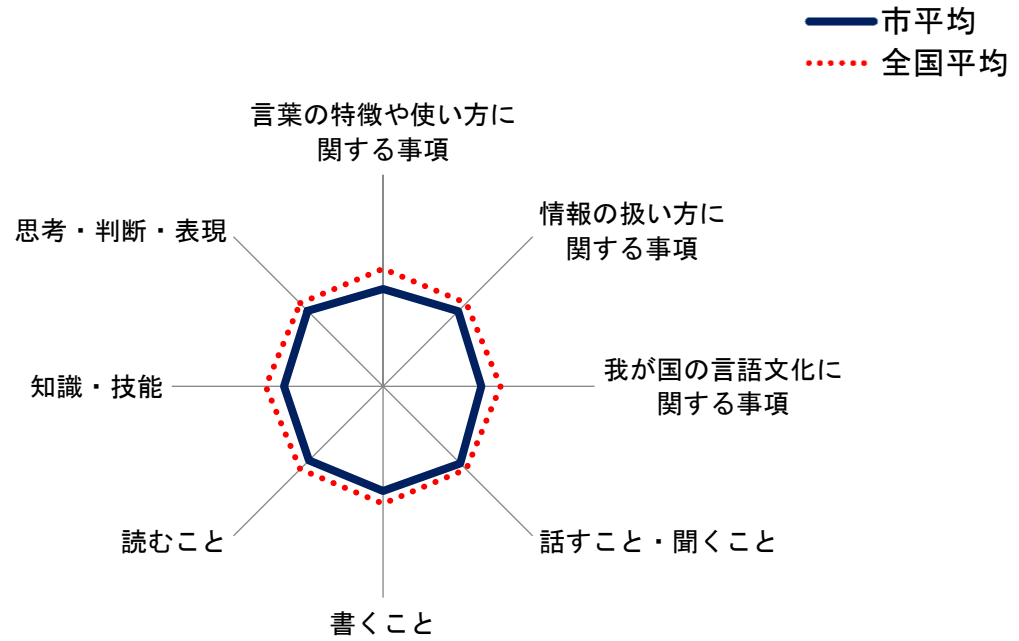 市平均
全国平均
言葉の特徴や使い方に
関する事項
情報の扱い方に
関する事項
我が国の言語文化に
関する事項
話すこと・聞くこと
書くこと
読むこと
知識・技能
思考・判断・表現